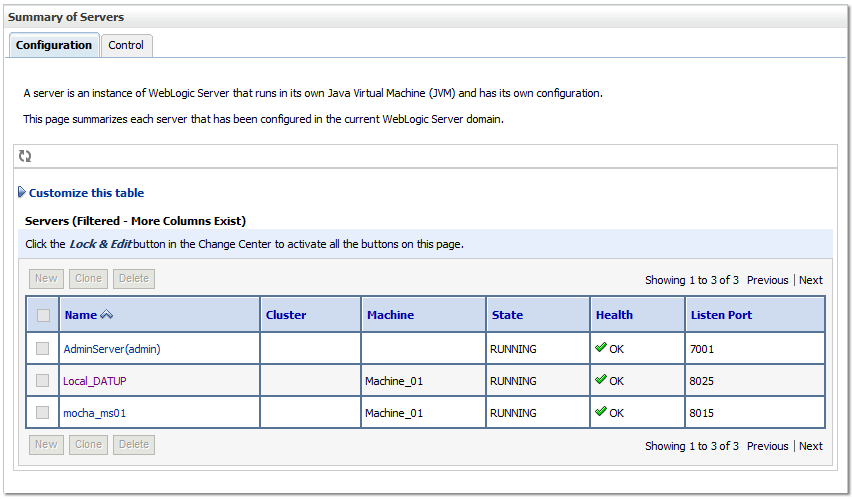 Summary of Servers
Configuration Control
A server is an instance of WebLogic Server that runs in its own Java Virtual Machine (JVM) and has its own configuration.
This page summarizes each server that has been configured in the current WebLogic Server domain.
Customize this table
Servers (Filtered - More Columns Exist)
Click the Lock & Edit button in the Change Center to activate all the buttons on this page.
New Clone Delete Showing 1 to 3 of 3 Previous | Next
Name Cluster Machine State Health Listen Port
AdminServer(admin) RUNNING OK 7001
Local_DATUP Machine_01 RUNNING OK 8025
mocha_ms01 Machine_01 RUNNING OK 8015
New Clone Delete Showing 1 to 3 of 3 Previous | Next